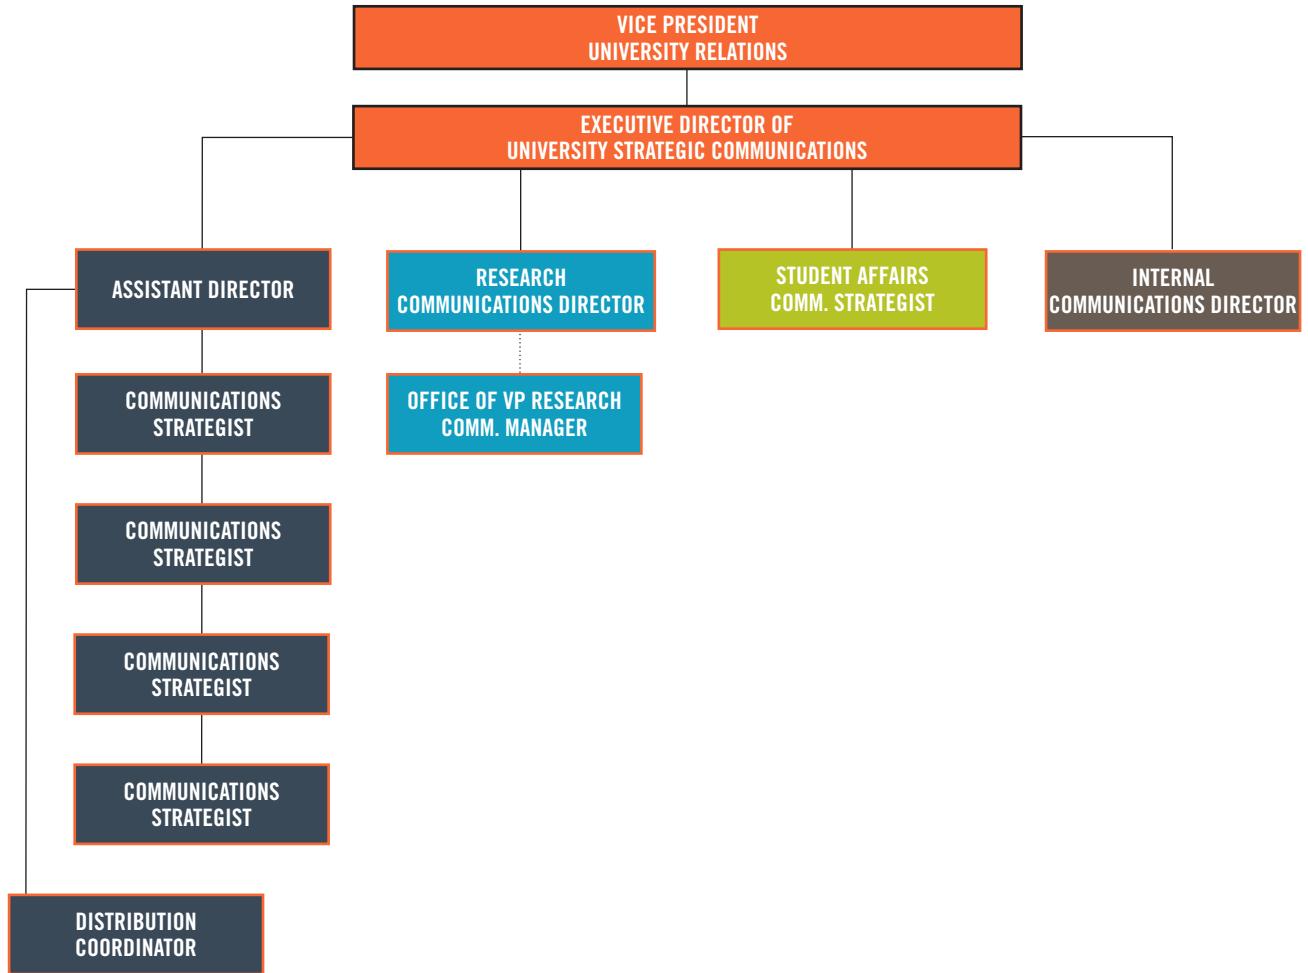 VICE PRESIDENT
UNIVERSITY RELATIONS
EXECUTIVE DIRECTOR OF
UNIVERSITY STRATEGIC COMMUNICATIONS
ASSISTANT DIRECTOR
RESEARCH
COMMUNICATIONS DIRECTOR
STUDENT AFFAIRS
COMM. STRATEGIST
INTERNAL
COMMUNICATIONS DIRECTOR
COMMUNICATIONS
STRATEGIST
OFFICE OF VP RESEARCH
COMM. MANAGER
COMMUNICATIONS
STRATEGIST
COMMUNICATIONS
STRATEGIST
COMMUNICATIONS
STRATEGIST
DISTRIBUTION
COORDINATOR